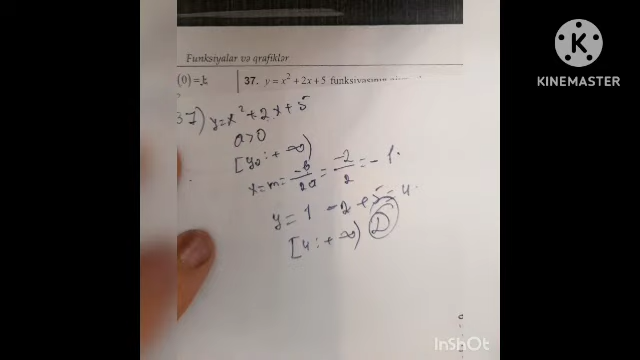 Funksiyalar və qrafiklər
(0) = k
37. y = x² + 2x + 5 funksiyasının
37) y = x² + 2x + 5
a > 0
[y₀ ; + ∞)
x = m = -b/2a = -2/2 = -1.
y = 1 - 2 + 5 = 4.
[4 ; + ∞) D
K
KINEMASTER
InShOt